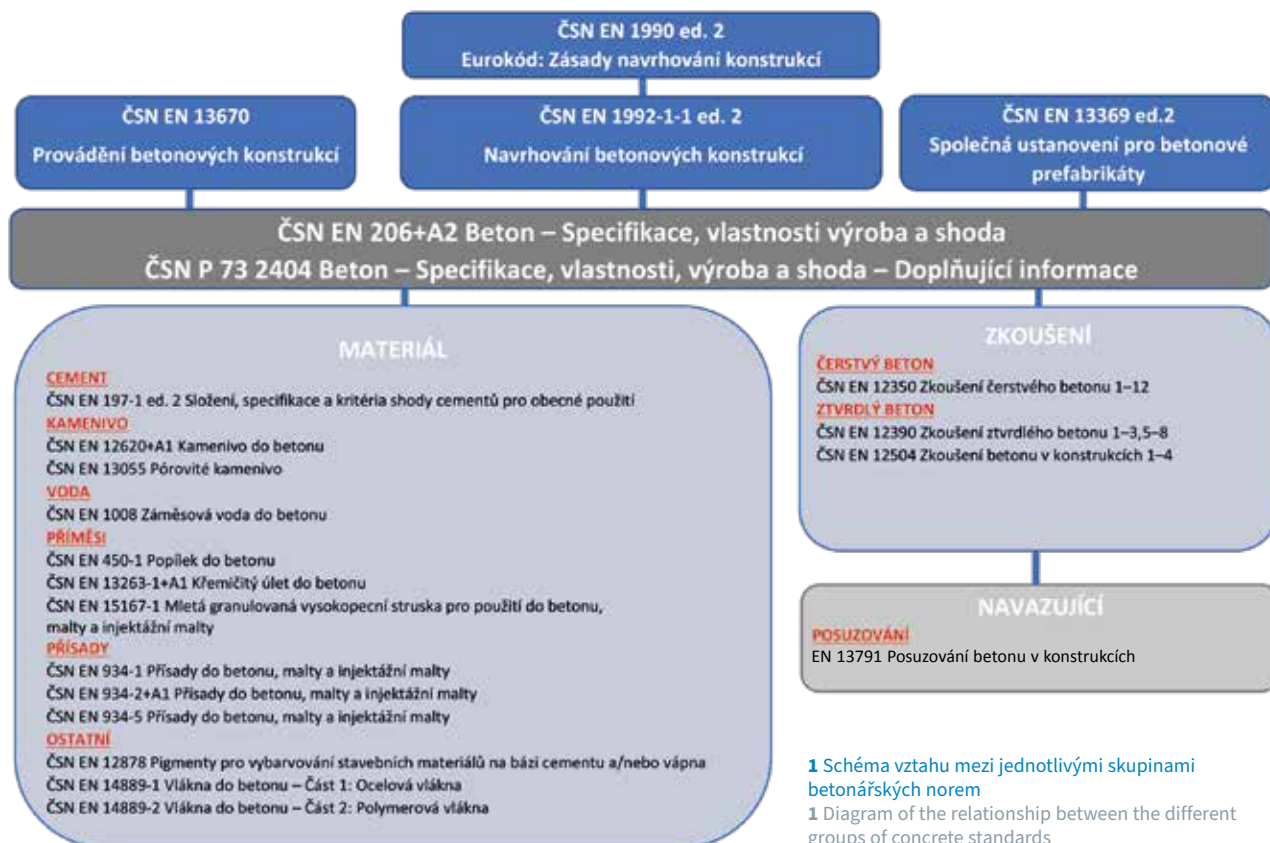 ČSN EN 1990 ed. 2
Eurokód: Zásady navrhování konstrukcí
ČSN EN 13670
Provádění betonových konstrukcí
ČSN EN 1992-1-1 ed. 2
Navrhování betonových konstrukcí
ČSN EN 13369 ed.2
Společná ustanovení pro betonové
prefabrikáty
ČSN EN 206+A2 Beton – Specifikace, vlastnosti výroba a shoda
ČSN P 73 2404 Beton – Specifikace, vlastnosti, výroba a shoda – Doplňující informace
MATERIÁL
CEMENT
ČSN EN 197-1 ed. 2 Složení, specifikace a kritéria shody cementů pro obecné použití
KAMENIVO
ČSN EN 12620+A1 Kamenivo do betonu
ČSN EN 13055 Pórovité kamenivo
VODA
ČSN EN 1008 Záměsová voda do betonu
PŘÍMĚSI
ČSN EN 450-1 Popílek do betonu
ČSN EN 13263-1+A1 Křemičitý úlet do betonu
ČSN EN 15167-1 Mletá granulovaná vysokopecní struska pro použití do betonu,
malty a injektážní malty
PŘÍSADY
ČSN EN 934-1 Přísady do betonu, malty a injektážní malty
ČSN EN 934-2+A1 Přísady do betonu, malty a injektážní malty
ČSN EN 934-5 Přísady do betonu, malty a injektážní malty
OSTATNÍ
ČSN EN 12878 Pigmenty pro vybarvování stavebních materiálů na bázi cementu a/nebo vápna
ČSN EN 14889-1 Vlákna do betonu – Část 1: Ocelová vlákna
ČSN EN 14889-2 Vlákna do betonu – Část 2: Polymerová vlákna
ZKOUŠENÍ
ČERSTVÝ BETON
ČSN EN 12350 Zkoušení čerstvého betonu 1–12
ZTVRDLÝ BETON
ČSN EN 12390 Zkoušení ztvrdlého betonu 1–3,5–8
ČSN EN 12504 Zkoušení betonu v konstrukcích 1–4
NAVAZUJÍCÍ
POSUZOVÁNÍ
EN 13791 Posuzování betonu v konstrukcích
1 Schéma vztahu mezi jednotlivými skupinami
betonářských norem
1 Diagram of the relationship between the different
groups of concrete standards